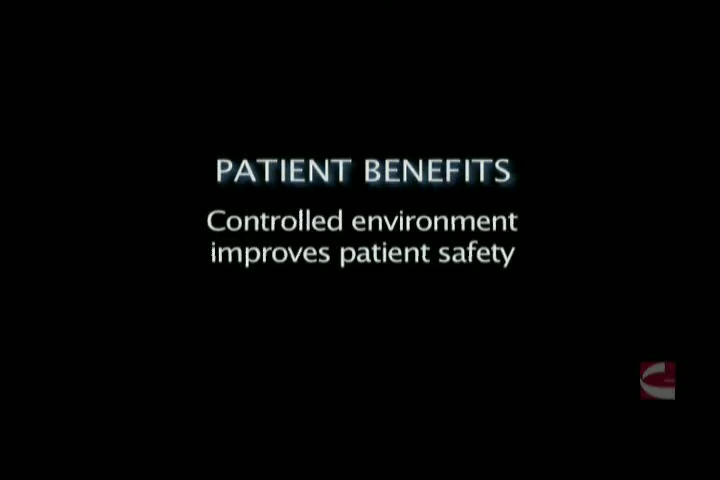 PATIENT BENEFITS
Controlled environment
improves patient safety